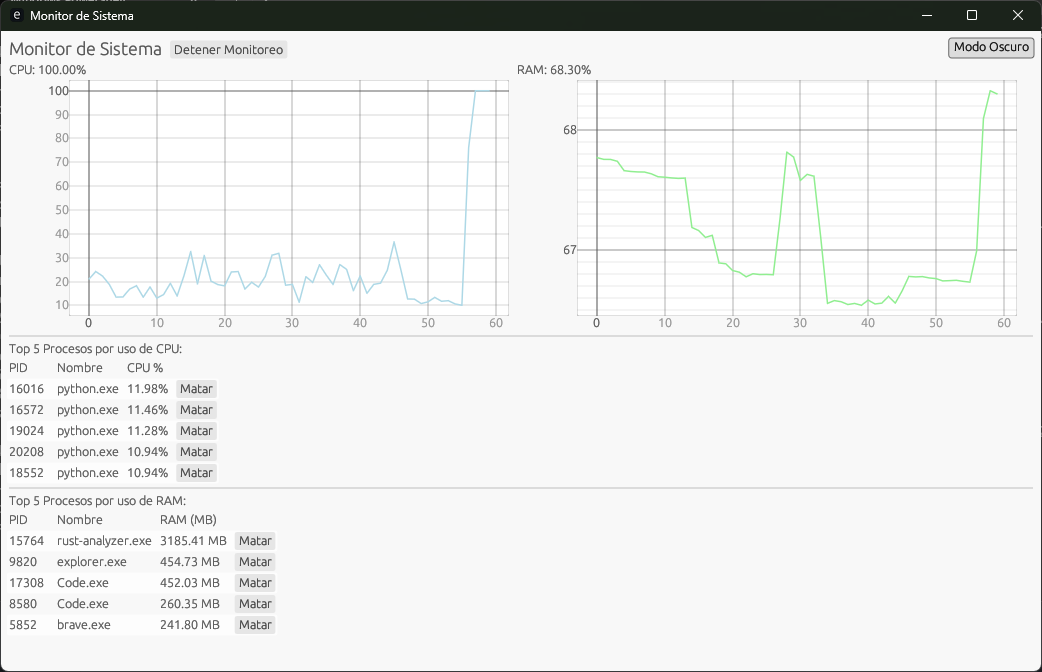 e Monitor de Sistema
Monitor de Sistema Detener Monitoreo Modo Oscuro
CPU: 100.00% RAM: 68.30%
100
90
80
70
60
50
40
30
20
10
0 10 20 30 40 50 60
68
67
0 10 20 30 40 50 60
Top 5 Procesos por uso de CPU:
PID Nombre CPU %
16016 python.exe 11.98% Matar
16572 python.exe 11.46% Matar
19024 python.exe 11.28% Matar
20208 python.exe 10.94% Matar
18552 python.exe 10.94% Matar
Top 5 Procesos por uso de RAM:
PID Nombre RAM (MB)
15764 rust-analyzer.exe 3185.41 MB Matar
9820 explorer.exe 454.73 MB Matar
17308 Code.exe 452.03 MB Matar
8580 Code.exe 260.35 MB Matar
5852 brave.exe 241.80 MB Matar